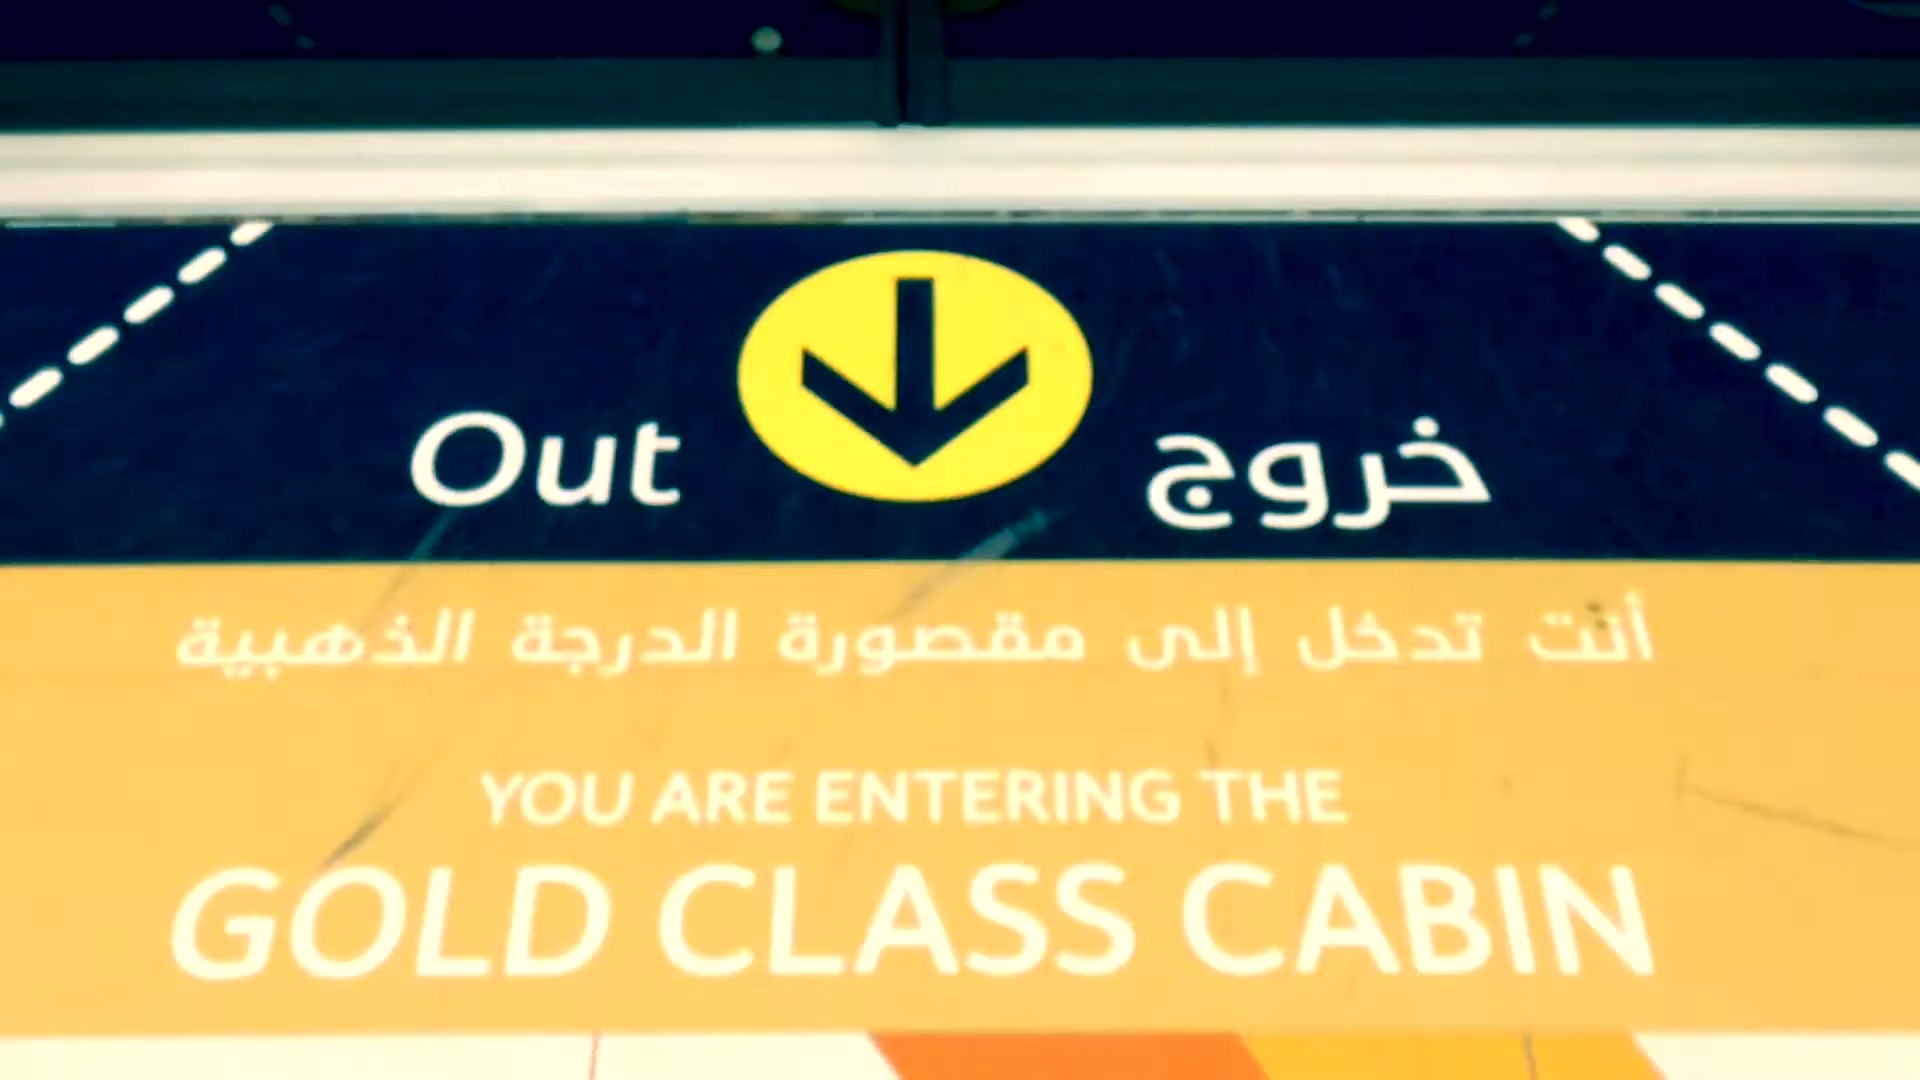 Out خروج
أنت تدخل إلى مقصورة الدرجة الذهبية
YOU ARE ENTERING THE
GOLD CLASS CABIN